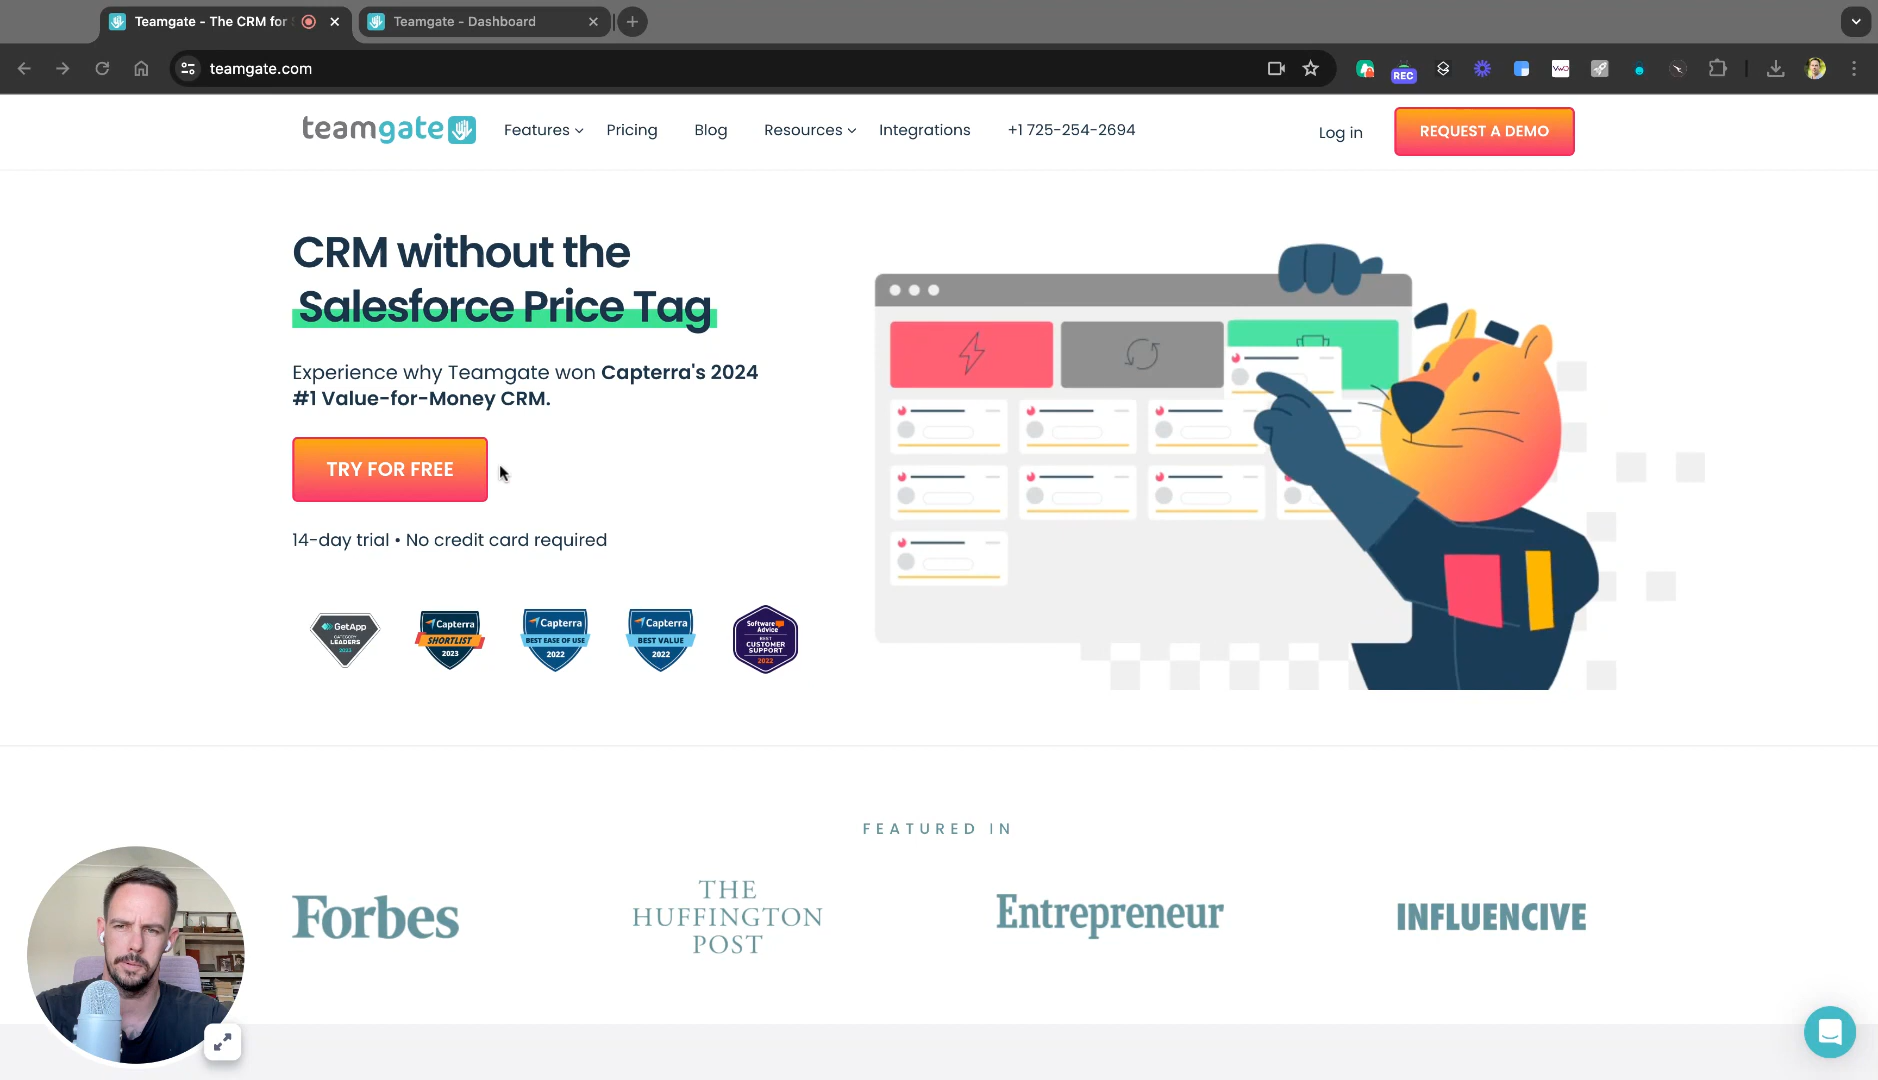 Teamgate - The CRM for
Teamgate - Dashboard
teamgate.com
REC
VWO
teamgate
Features
Pricing
Blog
Resources
Integrations
+1 725-254-2694
Log in
REQUEST A DEMO
CRM without the
Salesforce Price Tag
Experience why Teamgate won Capterra's 2024
#1 Value-for-Money CRM.
TRY FOR FREE
14-day trial • No credit card required
GetApp
CATEGORY
LEADERS
2023
Capterra
SHORTLIST
2023
Capterra
BEST EASE OF USE
2022
Capterra
BEST VALUE
2022
Software
Advice
BEST
CUSTOMER
SUPPORT
2022
FEATURED IN
Forbes
THE
HUFFINGTON
POST
Entrepreneur
INFLUENCIVE